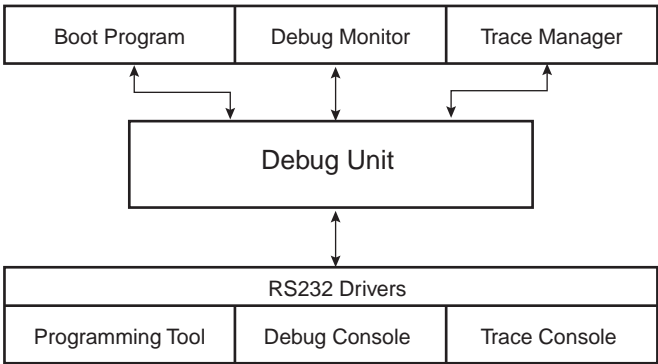 Boot Program
Debug Monitor
Trace Manager
Debug Unit
RS232 Drivers
Programming Tool
Debug Console
Trace Console